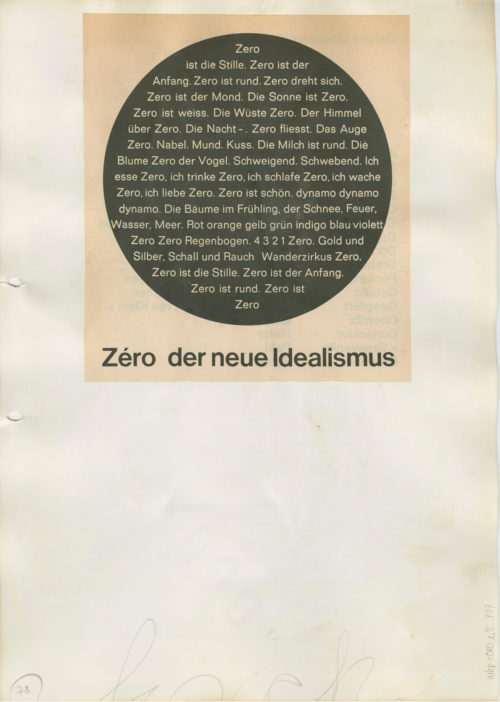 Zero
ist die Stille. Zero ist der
Anfang. Zero ist rund. Zero dreht sich.
Zero ist der Mond. Die Sonne ist Zero.
Zero ist weiss. Die Wüste Zero. Der Himmel
über Zero. Die Nacht -. Zero fliesst. Das Auge
Zero. Nabel. Mund. Kuss. Die Milch ist rund. Die
Blume Zero der Vogel. Schweigend. Schwebend. Ich
esse Zero, ich trinke Zero, ich schlafe Zero, ich wache
Zero, ich liebe Zero. Zero ist schön. dynamo dynamo
dynamo. Die Bäume im Frühling, der Schnee, Feuer,
Wasser, Meer. Rot orange gelb grün indigo blau violett
Zero Zero Regenbogen. 4 3 2 1 Zero. Gold und
Silber, Schall und Rauch Wanderzirkus Zero.
Zero ist die Stille. Zero ist der Anfang.
Zero ist rund. Zero ist
Zero
Zéro der neue Idealismus
78